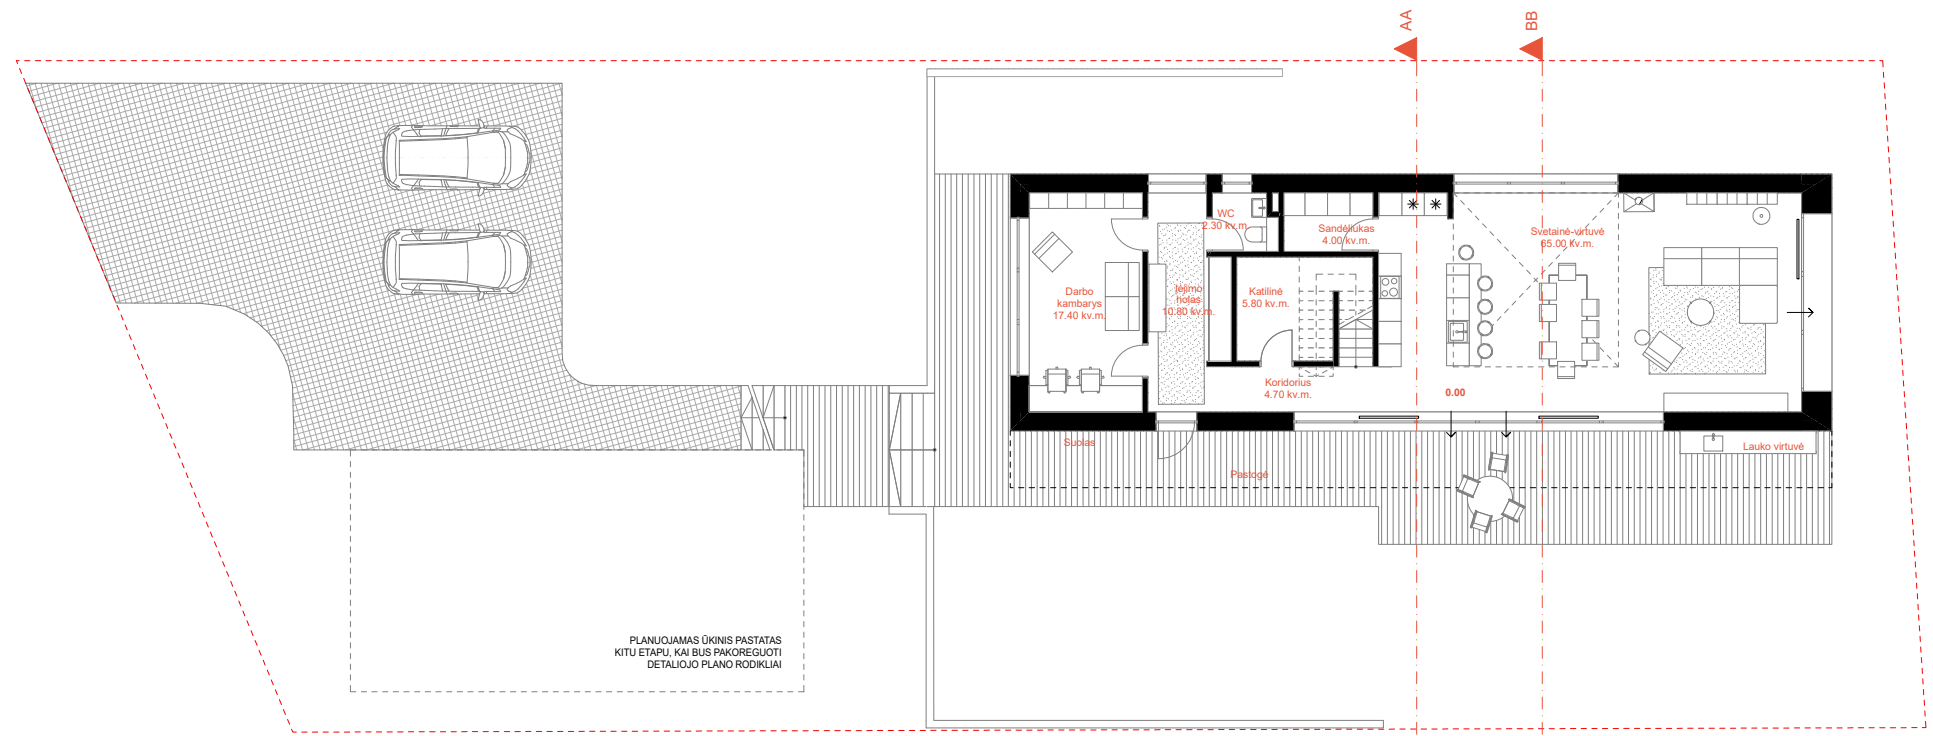 AA
BB
WC
2.30 kv.m.
Sandėliukas
4.00 kv.m.
Svetainė-virtuvė
65.00 kv.m.
Darbo
kambarys
17.40 kv.m.
Įėjimo
holas
10.80 kv.m.
Katilinė
5.80 kv.m.
Koridorius
4.70 kv.m.
0.00
Suolas
Pastogė
Lauko virtuvė
PLANUOJAMAS ŪKINIS PASTATAS
KITU ETAPU, KAI BUS PAKOREGUOTI
DETALIOJO PLANO RODIKLIAI